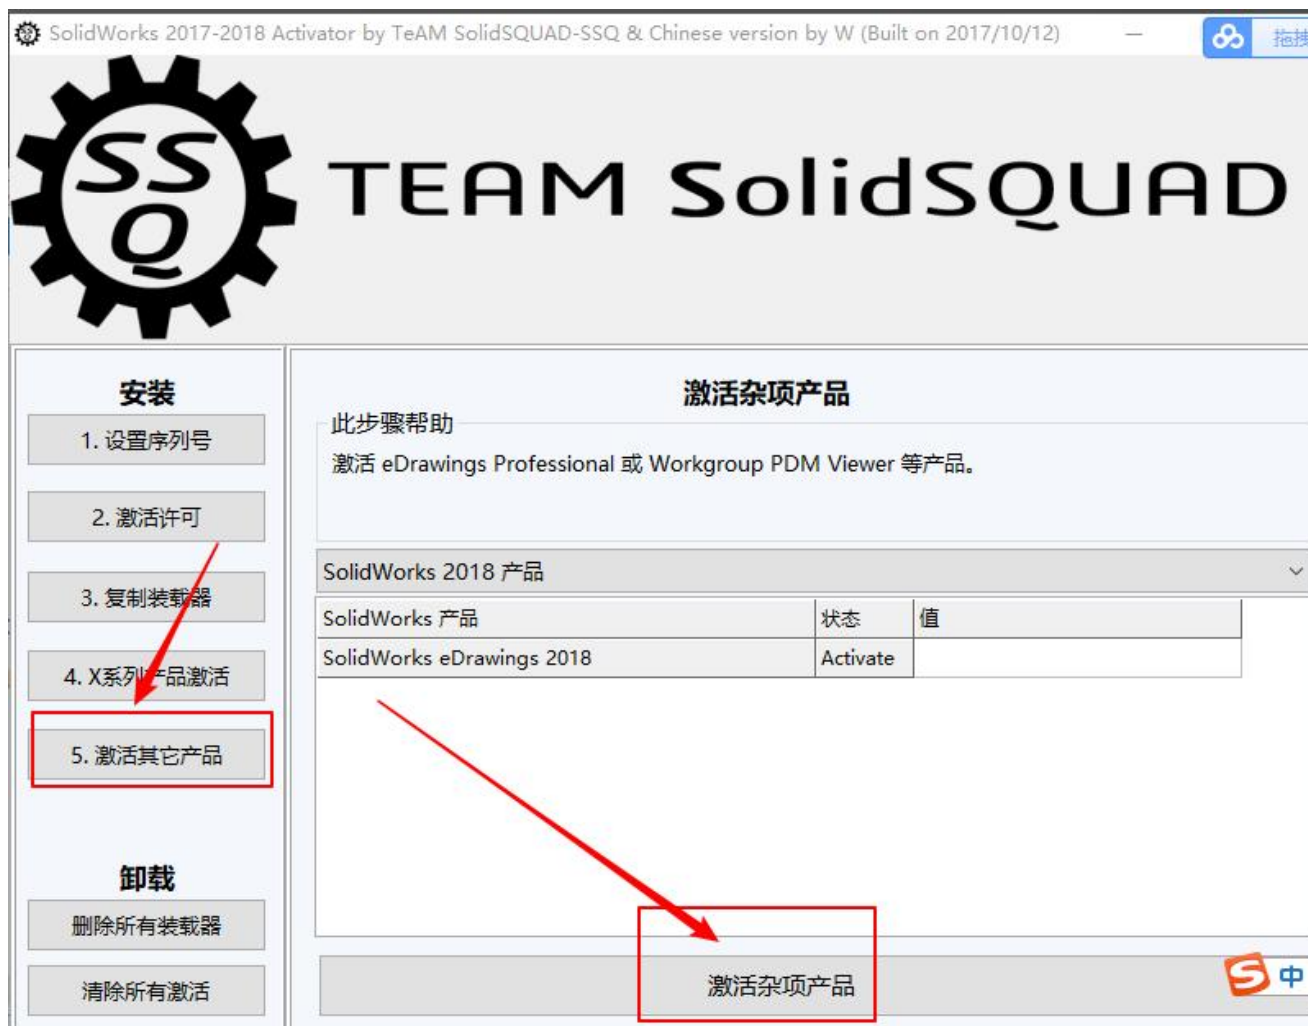 SolidWorks 2017-2018 Activator by TeAM SolidSQUAD-SSQ & Chinese version by W (Built on 2017/10/12)
拖拽
SSQ
TEAM SolidSQUAD
安装
1. 设置序列号
2. 激活许可
3. 复制装载器
4. X系列产品激活
5. 激活其它产品
卸载
删除所有装载器
清除所有激活
激活杂项产品
此步骤帮助
激活 eDrawings Professional 或 Workgroup PDM Viewer 等产品。
SolidWorks 2018 产品
SolidWorks 产品 状态 值
SolidWorks eDrawings 2018 Activate
激活杂项产品
S 中